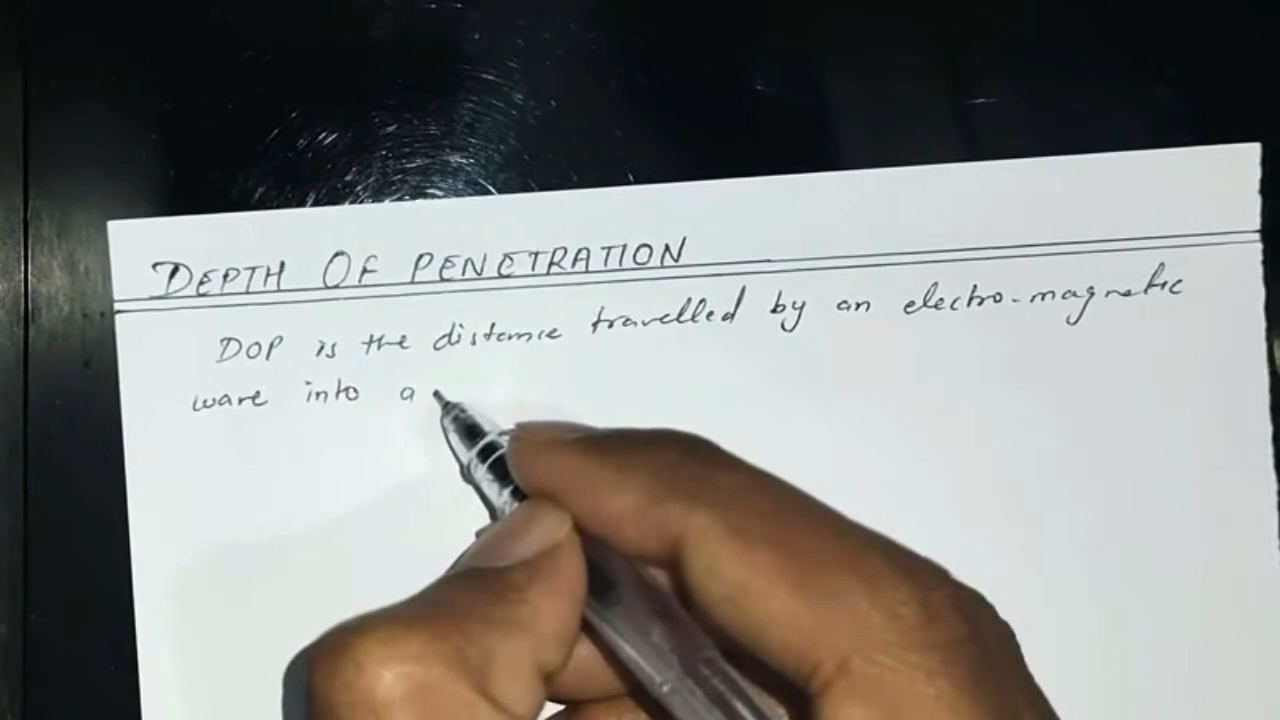 DEPTH OF PENETRATION
DOP is the distance travelled by an electro-magnetic
wave into a